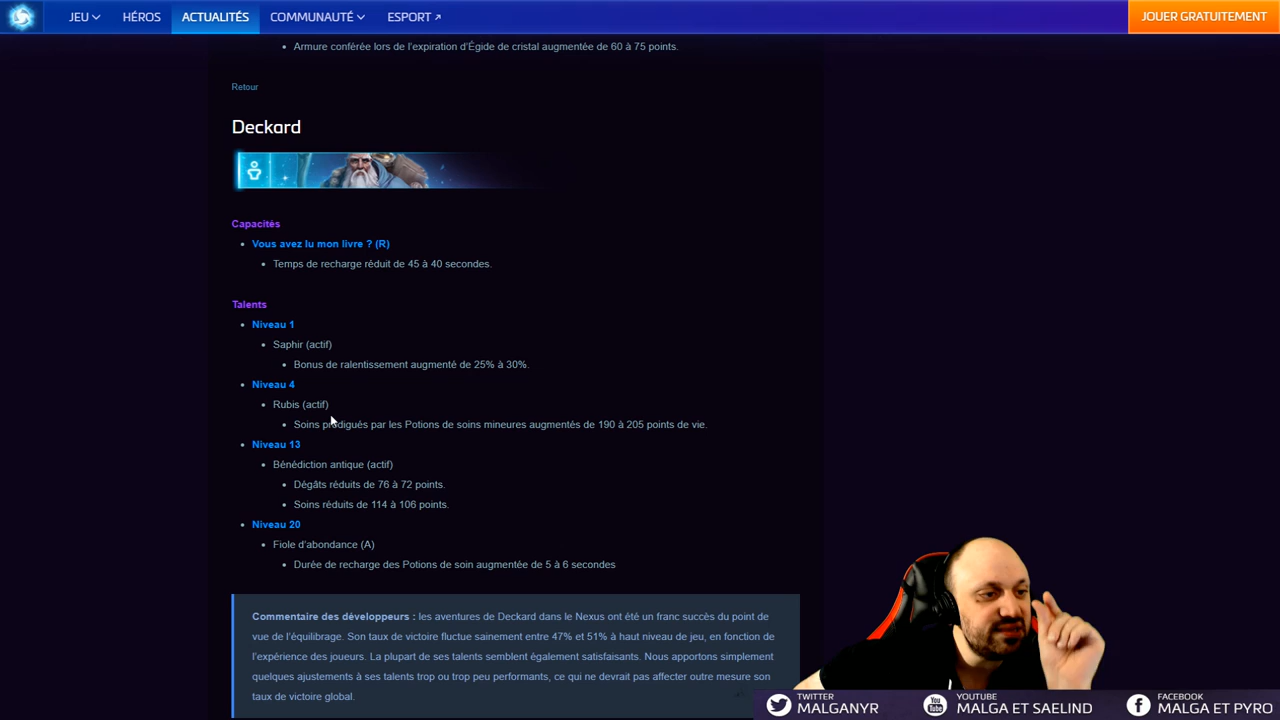 JEU HÉROS ACTUALITÉS COMMUNAUTÉ ESPORT JOUER GRATUITEMENT
Armure conférée lors de l'expiration d'Égide de cristal augmentée de 60 à 75 points.
Retour
Deckard
Capacités
Vous avez lu mon livre ? (R)
Temps de recharge réduit de 45 à 40 secondes.
Talents
Niveau 1
Saphir (actif)
Bonus de ralentissement augmenté de 25% à 30%.
Niveau 4
Rubis (actif)
Soins prodigués par les Potions de soins mineures augmentés de 190 à 205 points de vie.
Niveau 13
Bénédiction antique (actif)
Dégâts réduits de 76 à 72 points.
Soins réduits de 114 à 106 points.
Niveau 20
Fiole d'abondance (A)
Durée de recharge des Potions de soin augmentée de 5 à 6 secondes
Commentaire des développeurs : les aventures de Deckard dans le Nexus ont été un franc succès du point de
vue de l'équilibrage. Son taux de victoire fluctue sainement entre 47% et 51% à haut niveau de jeu, en fonction de
l'expérience des joueurs. La plupart de ses talents semblent également satisfaisants. Nous apportons simplement
quelques ajustements à ses talents trop ou trop peu performants, ce qui ne devrait pas affecter outre mesure son
taux de victoire global.
TWITTER
MALGANYR
You Tube
YOUTUBE
MALGA ET SAELIND
FACEBOOK
MALGA ET PYRO